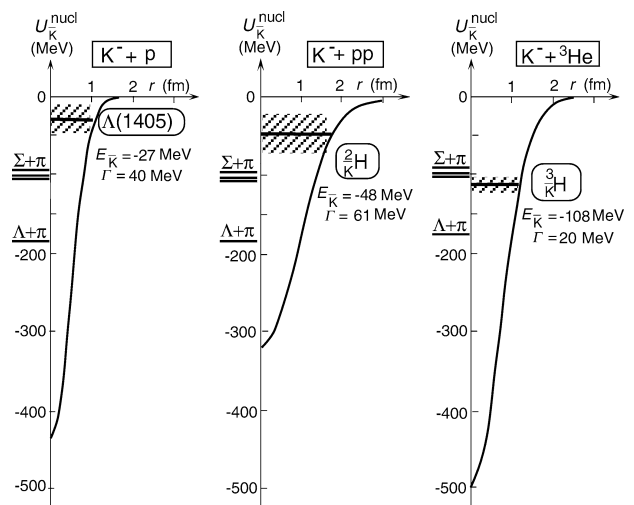 U_K̄^nucl
(MeV)
K⁻ + p
1 2 r (fm)
0
Λ(1405)
E_K̄ = -27 MeV
Γ = 40 MeV
Σ+π
Λ+π
-200
-300
-400
-500
U_K̄^nucl
(MeV)
K⁻ + pp
1 2 r (fm)
0
²_K̄H
E_K̄ = -48 MeV
Γ = 61 MeV
Σ+π
Λ+π
-200
-300
-400
-500
U_K̄^nucl
(MeV)
K⁻ + ³He
1 2 r (fm)
0
³_K̄H
E_K̄ = -108 MeV
Γ = 20 MeV
Σ+π
Λ+π
-200
-300
-400
-500